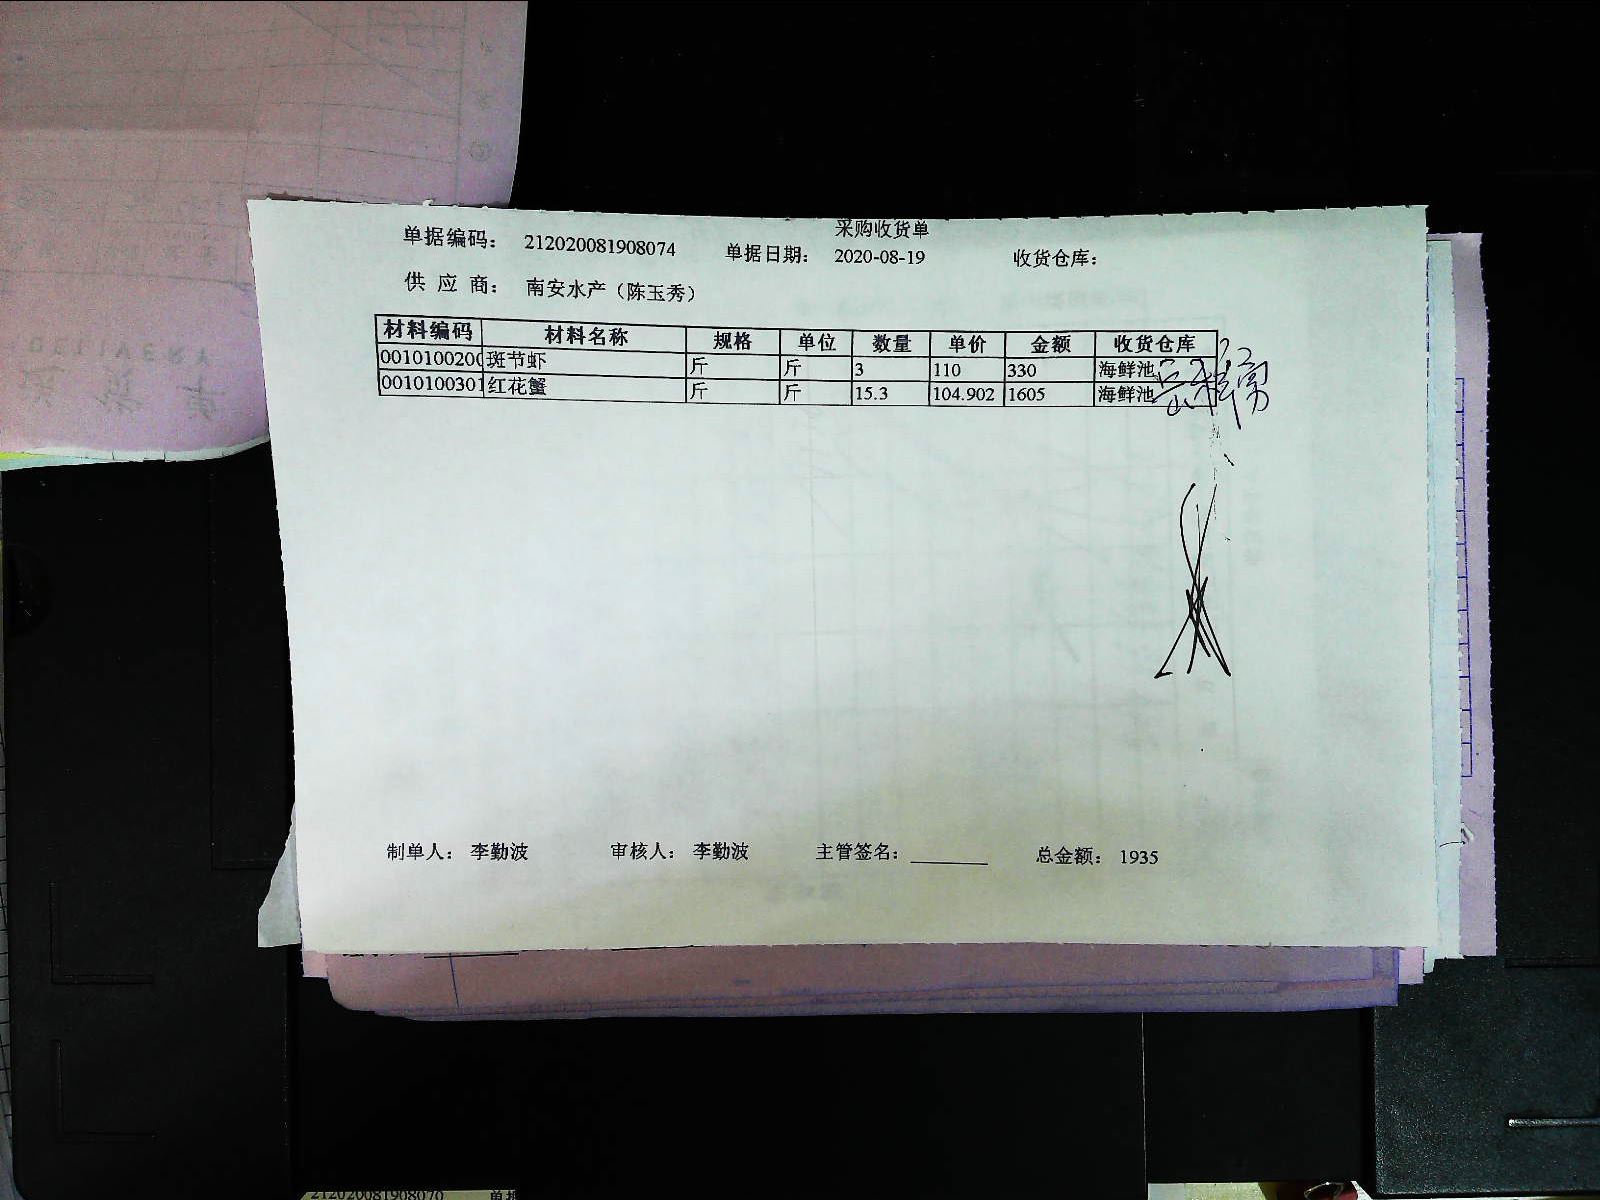 采购收货单
单据编码： 212020081908074 单据日期： 2020-08-19 收货仓库：
供 应 商： 南安水产（陈玉秀）
材料编码 材料名称 规格 单位 数量 单价 金额 收货仓库
0010100200 斑节虾 斤 斤 3 110 330 海鲜池
0010100301 红花蟹 斤 斤 15.3 104.902 1605 海鲜池
制单人： 李勤波 审核人： 李勤波 主管签名： 总金额： 1935
DELIVERY
212020081908070 单据